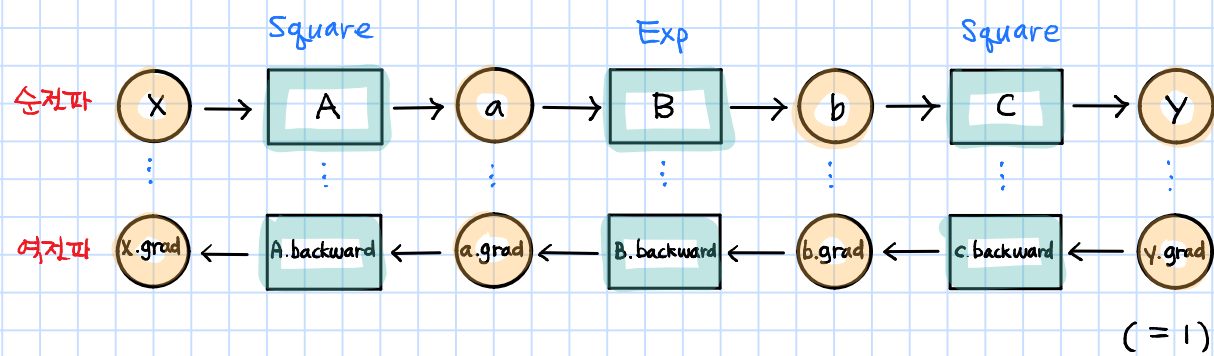 Square Exp Square
순전파 x A a B b C y
역전파 x.grad A.backward a.grad B.backward b.grad c.backward y.grad
(=1)